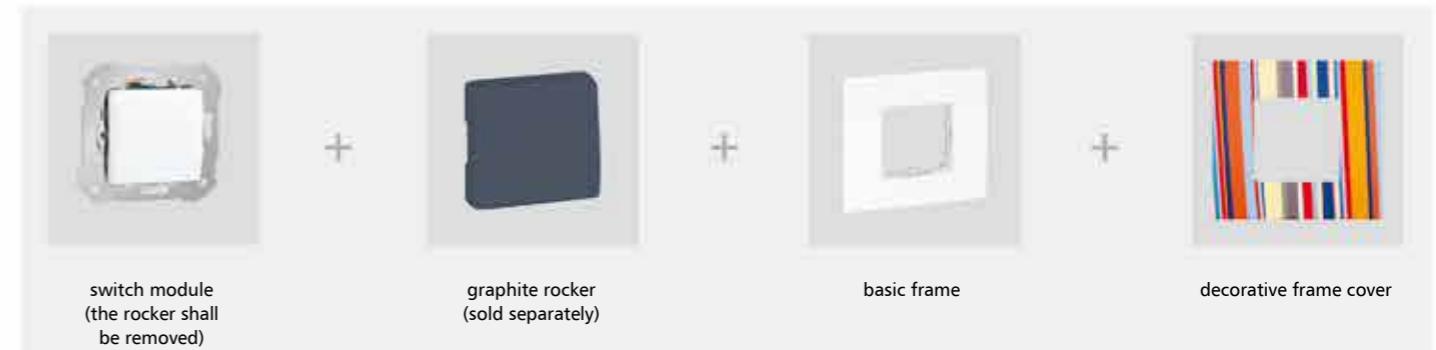 +
+
+
switch module
(the rocker shall
be removed)
graphite rocker
(sold separately)
basic frame
decorative frame cover